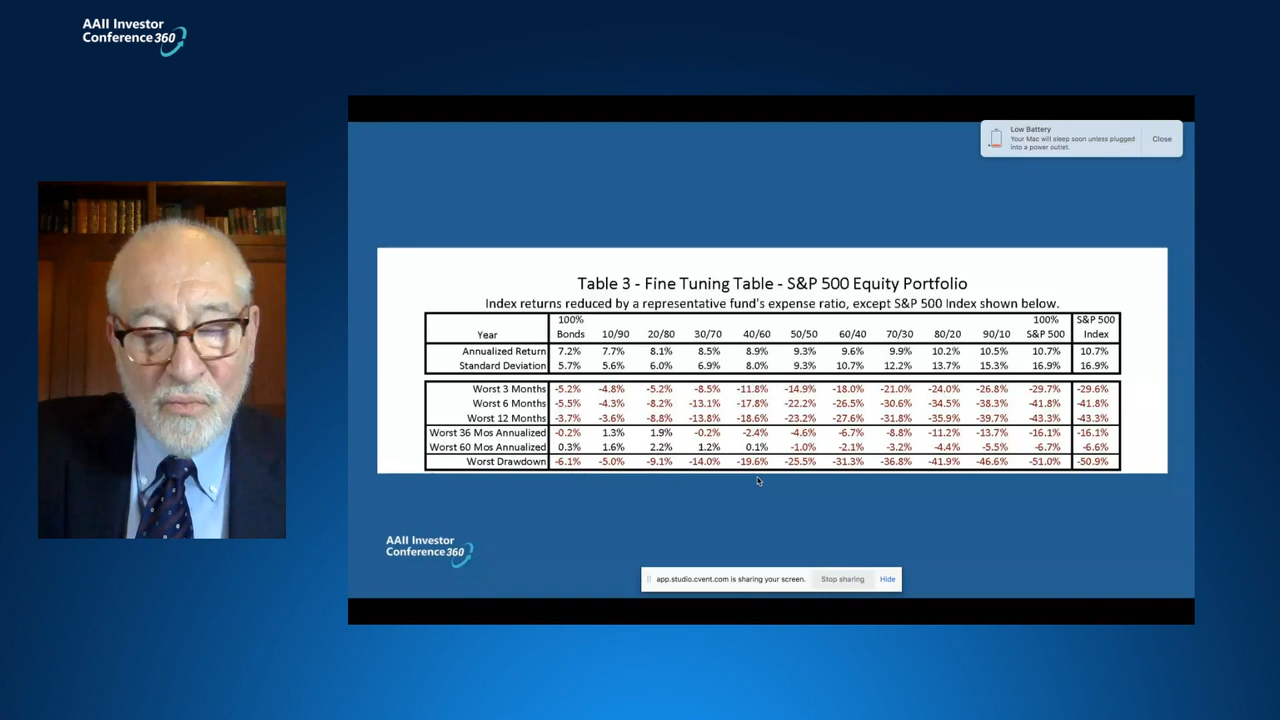 AAII Investor
Conference 360
Low Battery
Your Mac will sleep soon unless plugged
into a power outlet.
Close
Table 3 - Fine Tuning Table - S&P 500 Equity Portfolio
Index returns reduced by a representative fund's expense ratio, except S&P 500 Index shown below.
100% 100% S&P 500
Year Bonds 10/90 20/80 30/70 40/60 50/50 60/40 70/30 80/20 90/10 S&P 500 Index
Annualized Return 7.2% 7.7% 8.1% 8.5% 8.9% 9.3% 9.6% 9.9% 10.2% 10.5% 10.7% 10.7%
Standard Deviation 5.7% 5.6% 6.0% 6.9% 8.0% 9.3% 10.7% 12.2% 13.7% 15.3% 16.9% 16.9%
Worst 3 Months -5.2% -4.8% -5.2% -8.5% -11.8% -14.9% -18.0% -21.0% -24.0% -26.8% -29.7% -29.6%
Worst 6 Months -5.5% -4.3% -8.2% -13.1% -17.8% -22.2% -26.5% -30.6% -34.5% -38.3% -41.8% -41.8%
Worst 12 Months -3.7% -3.6% -8.8% -13.8% -18.6% -23.2% -27.6% -31.8% -35.9% -39.7% -43.3% -43.3%
Worst 36 Mos Annualized -0.2% 1.3% 1.9% -0.2% -2.4% -4.6% -6.7% -8.8% -11.2% -13.7% -16.1% -16.1%
Worst 60 Mos Annualized 0.3% 1.6% 2.2% 1.2% 0.1% -1.0% -2.1% -3.2% -4.4% -5.5% -6.7% -6.6%
Worst Drawdown -6.1% -5.0% -9.1% -14.0% -19.6% -25.5% -31.3% -36.8% -41.9% -46.6% -51.0% -50.9%
AAII Investor
Conference 360
app.studio.cvent.com is sharing your screen. Stop sharing Hide